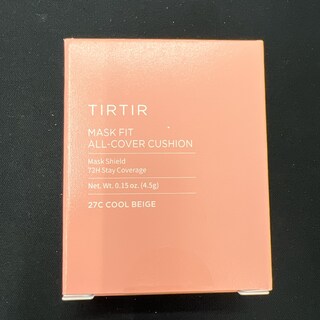 TIRTIR
MASK FIT
ALL-COVER CUSHION
Mask Shield
72H Stay Coverage
Net. Wt. 0.15 oz. (4.5g)
27C COOL BEIGE